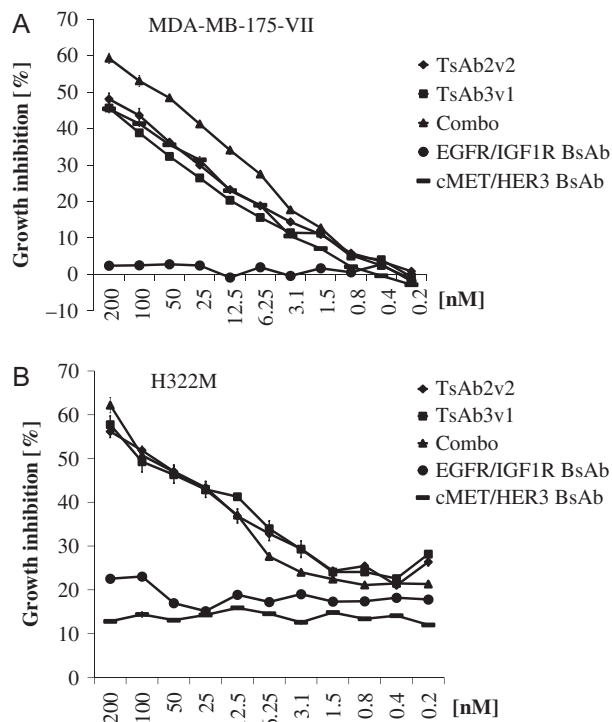 A
MDA-MB-175-VII
Growth inhibition [%]
70
60
50
40
30
20
10
0
–10
200
100
50
25
12.5
6.25
3.1
1.5
0.8
0.4
0.2
[nM]
TsAb2v2
TsAb3v1
Combo
EGFR/IGF1R BsAb
cMET/HER3 BsAb
B
H322M
Growth inhibition [%]
70
60
50
40
30
20
10
0
200
100
50
25
3.1
1.5
0.8
0.4
0.2
[nM]
TsAb2v2
TsAb3v1
Combo
EGFR/IGF1R BsAb
cMET/HER3 BsAb